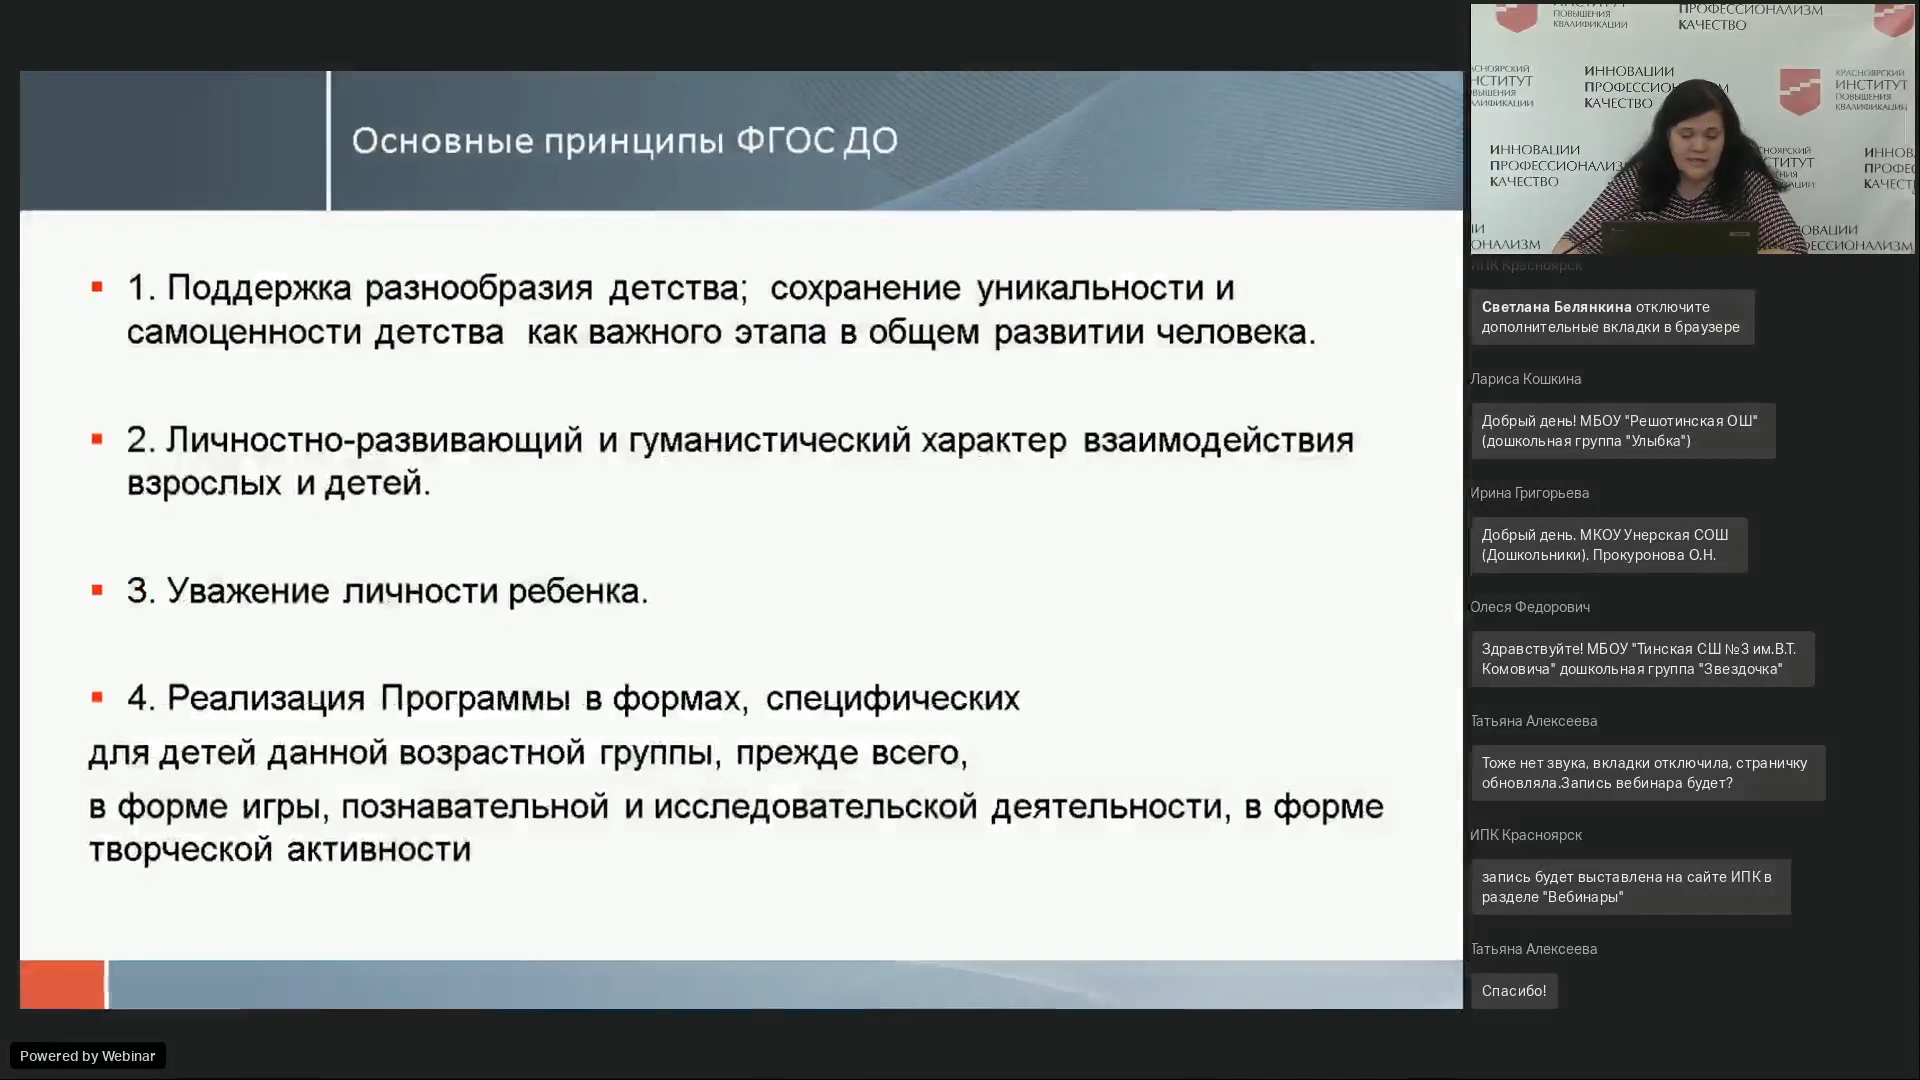 Основные принципы ФГОС ДО
1. Поддержка разнообразия детства; сохранение уникальности и
самоценности детства как важного этапа в общем развитии человека.
2. Личностно-развивающий и гуманистический характер взаимодействия
взрослых и детей.
3. Уважение личности ребенка.
4. Реализация Программы в формах, специфических
для детей данной возрастной группы, прежде всего,
в форме игры, познавательной и исследовательской деятельности, в форме
творческой активности
Powered by Webinar
ПОВЫШЕНИЯ
КВАЛИФИКАЦИИ
ПРОФЕССИОНАЛИЗМ
КАЧЕСТВО
ИННОВАЦИИ
КАЧЕСТВО
КРАСНОЯРСКИЙ
ИНСТИТУТ
ПОВЫШЕНИЯ
КВАЛИФИКАЦИИ
ИННОВАЦИИ
ПРОФЕССИОНАЛИЗМ
КАЧЕСТВО
ИПК Красноярск
Светлана Белянкина отключите
дополнительные вкладки в браузере
Лариса Кошкина
Добрый день! МБОУ "Решотинская ОШ"
(дошкольная группа "Улыбка")
Ирина Григорьева
Добрый день. МКОУ Унерская СОШ
(Дошкольники). Прокуронова О.Н.
Олеся Федорович
Здравствуйте! МБОУ "Тинская СШ №3 им.В.Т.
Комовича" дошкольная группа "Звездочка"
Татьяна Алексеева
Тоже нет звука, вкладки отключила, страничку
обновляла.Запись вебинара будет?
ИПК Красноярск
запись будет выставлена на сайте ИПК в
разделе "Вебинары"
Татьяна Алексеева
Спасибо!